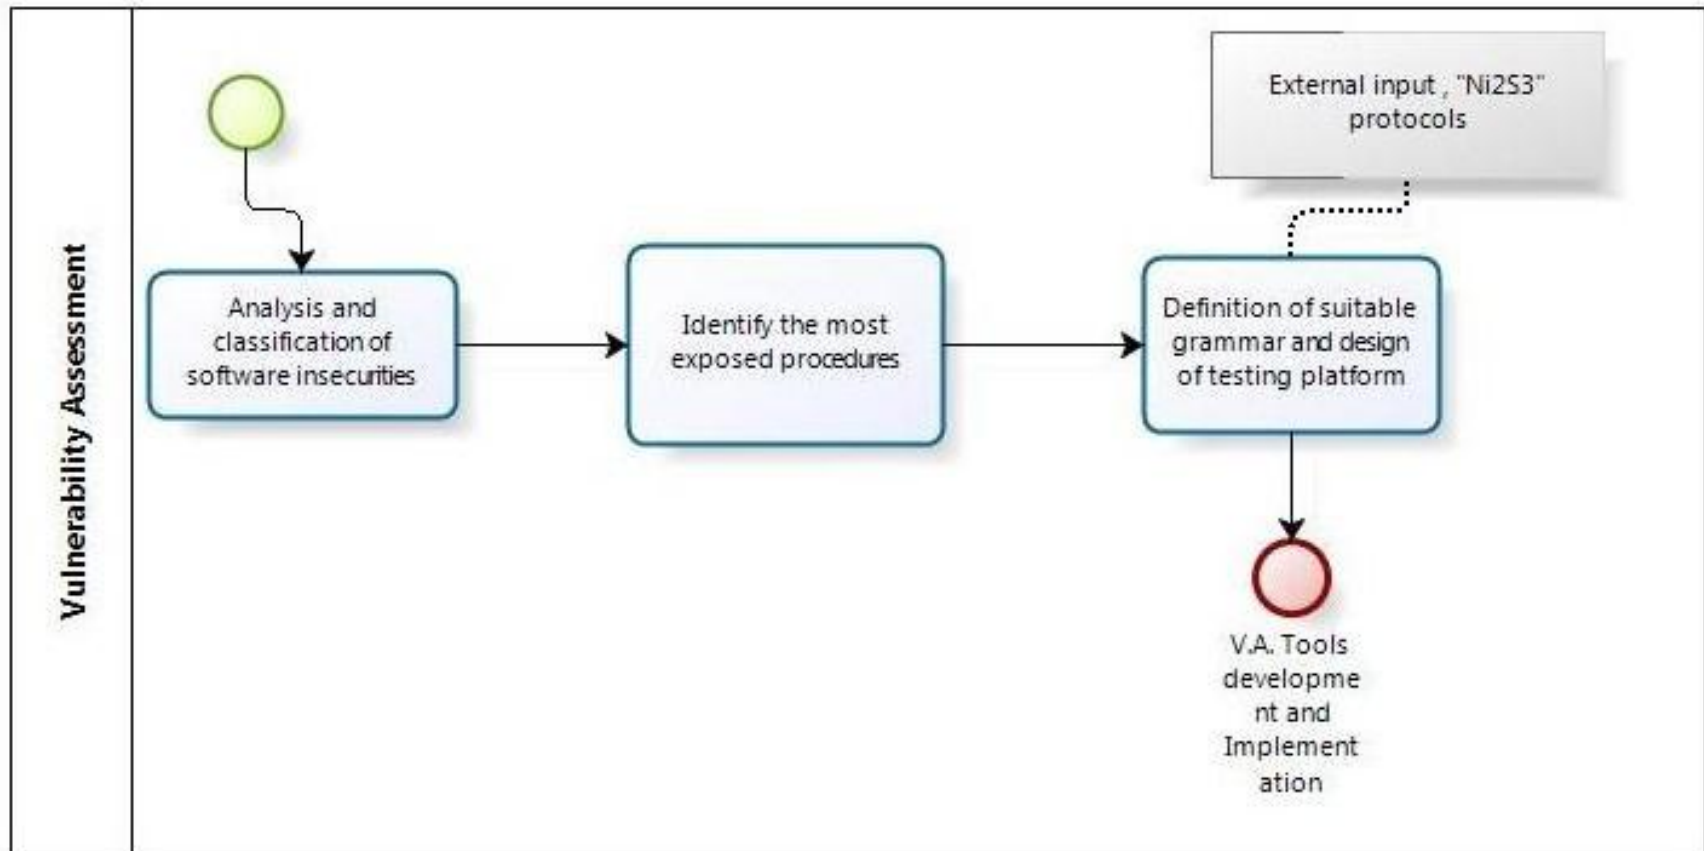 Vulnerability Assessment
External input , "Ni2S3"
protocols
Analysis and
classification of
software insecurities
Identify the most
exposed procedures
Definition of suitable
grammar and design
of testing platform
V.A. Tools
developme
nt and
Implement
ation